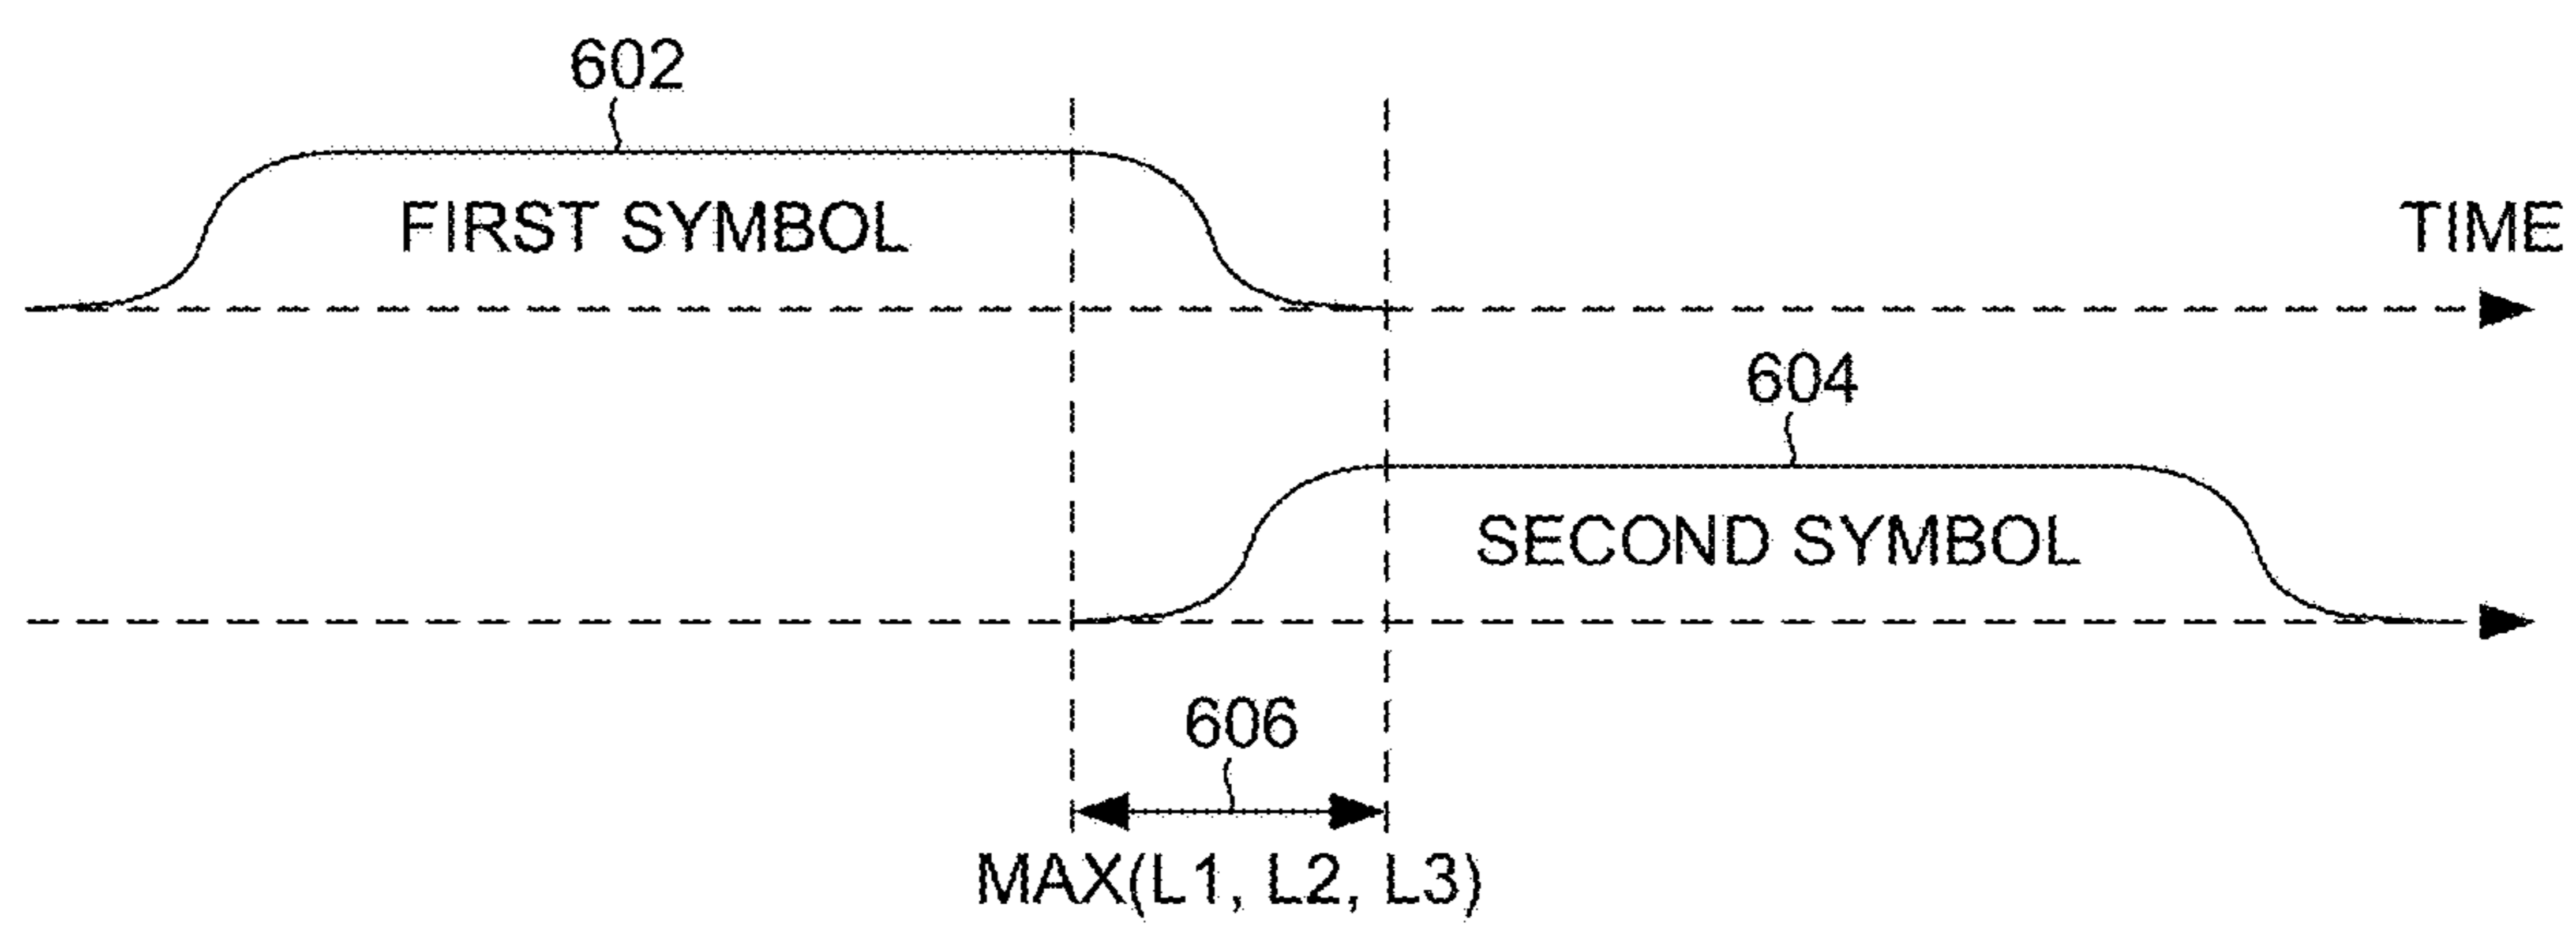 602
FIRST SYMBOL
TIME
604
SECOND SYMBOL
606
MAX(L1, L2, L3)